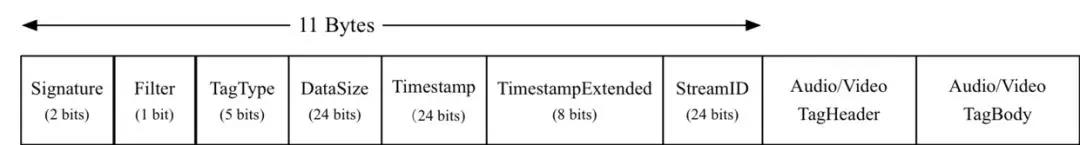 11 Bytes
Signature
(2 bits)
Filter
(1 bit)
TagType
(5 bits)
DataSize
(24 bits)
Timestamp
(24 bits)
TimestampExtended
(8 bits)
StreamID
(24 bits)
Audio/Video
TagHeader
Audio/Video
TagBody